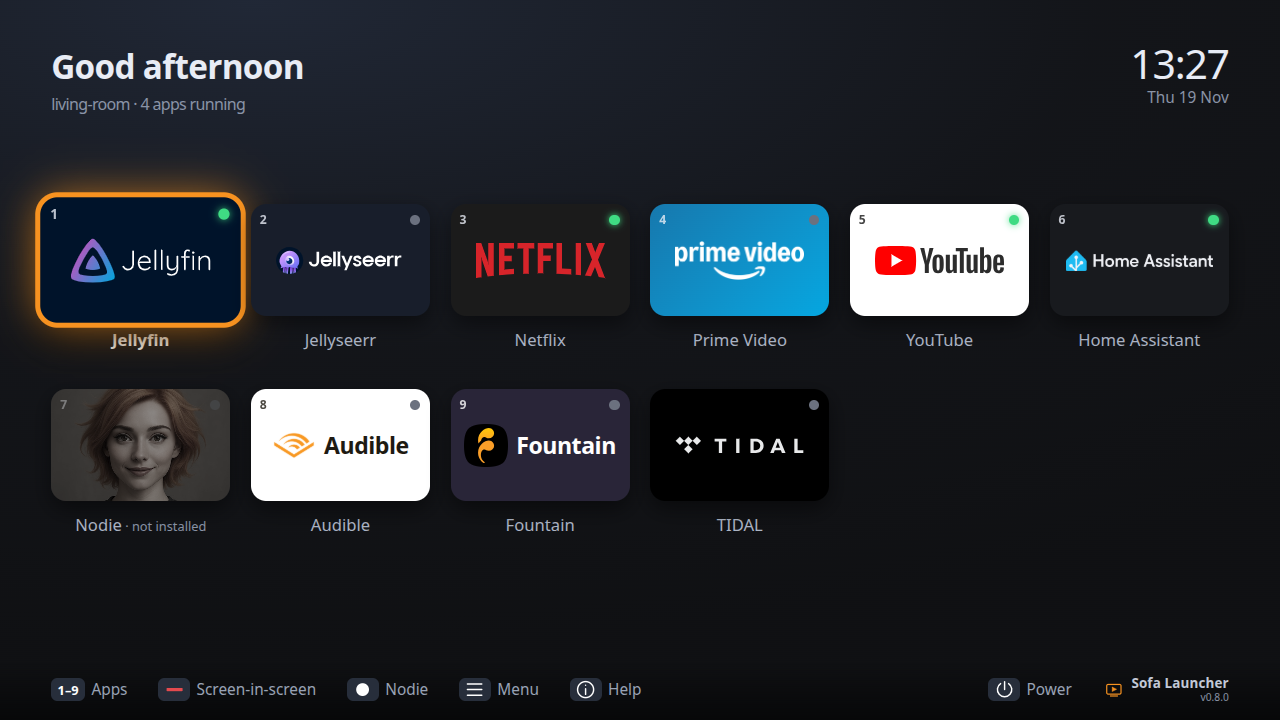 Good afternoon
living-room · 4 apps running
13:27
Thu 19 Nov
1
Jellyfin
Jellyfin
2
Jellyseerr
Jellyseerr
3
NETFLIX
Netflix
4
prime video
Prime Video
5
YouTube
YouTube
6
Home Assistant
Home Assistant
7
Nodie · not installed
8
Audible
Audible
9
Fountain
Fountain
TIDAL
TIDAL
1–9 Apps
Screen-in-screen
Nodie
Menu
Help
Power
Sofa Launcher
v0.8.0